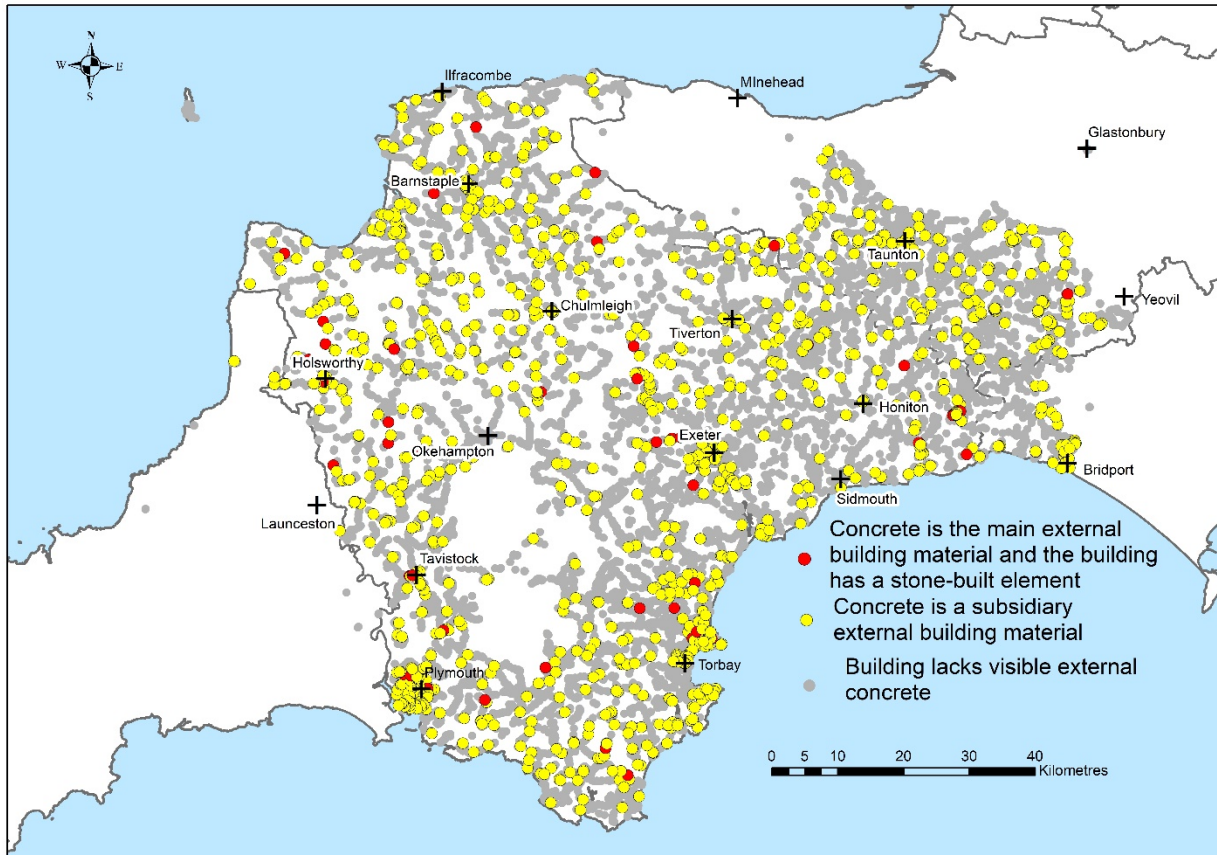 N
W E
S
Ilfracombe
MInehead
Glastonbury
Barnstaple
Taunton
Yeovil
Chulmleigh
Tiverton
Holsworthy
Honiton
Okehampton
Exeter
Bridport
Sidmouth
Launceston
Tavistock
Torbay
Plymouth
Concrete is the main external
building material and the building
has a stone-built element
Concrete is a subsidiary
external building material
Building lacks visible external
concrete
0 5 10 20 30 40
Kilometres